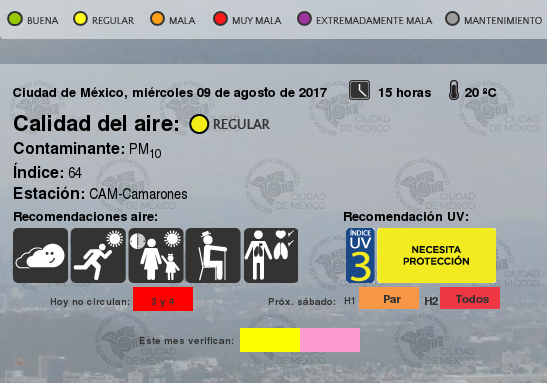 BUENA REGULAR MALA MUY MALA EXTREMADAMENTE MALA MANTENIMIENTO
Ciudad de México, miércoles 09 de agosto de 2017 15 horas 20 ºC
Calidad del aire: REGULAR
Contaminante: PM10
Índice: 64
Estación: CAM-Camarones
Recomendaciones aire: Recomendación UV:
ÍNDICE
UV
3
NECESITA
PROTECCIÓN
Hoy no circulan: 3 y 4 Próx. sábado: H1 Par H2 Todos
Este mes verifican: